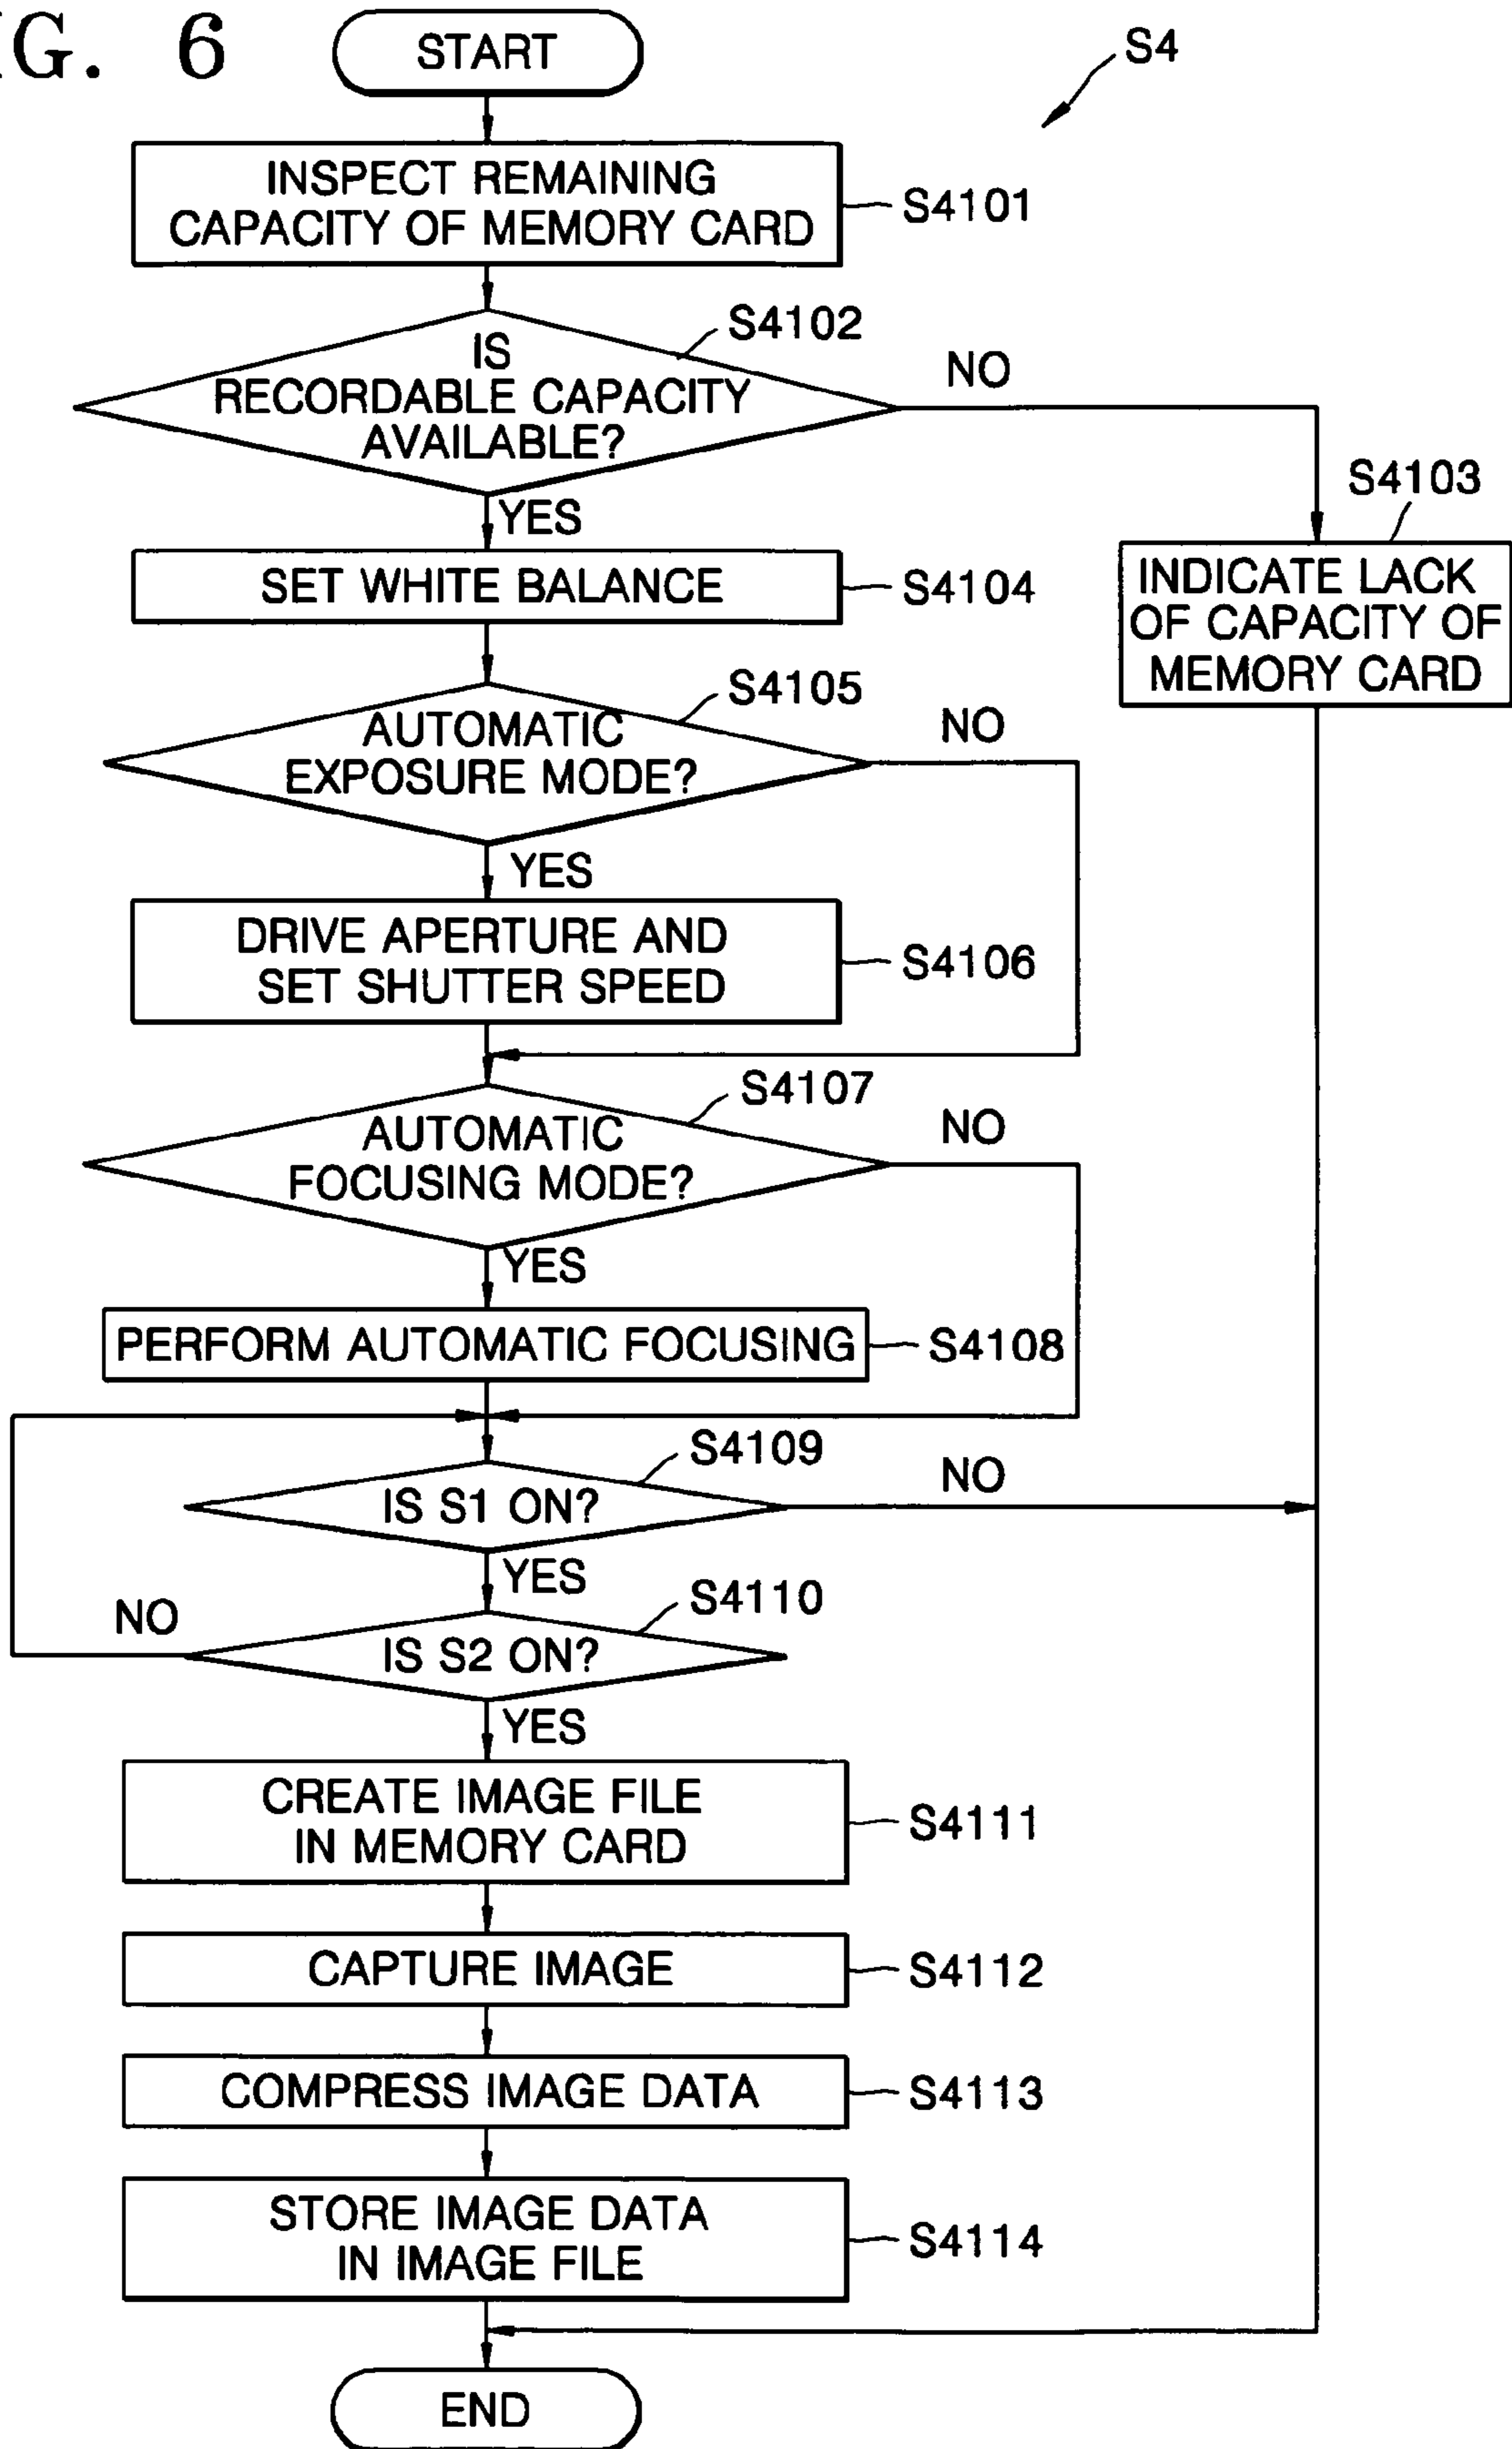 G. 6
START
S4
INSPECT REMAINING
CAPACITY OF MEMORY CARD
S4101
S4102
IS
RECORDABLE CAPACITY
AVAILABLE?
NO
YES
S4103
INDICATE LACK
OF CAPACITY OF
MEMORY CARD
SET WHITE BALANCE
S4104
S4105
AUTOMATIC
EXPOSURE MODE?
NO
YES
DRIVE APERTURE AND
SET SHUTTER SPEED
S4106
S4107
AUTOMATIC
FOCUSING MODE?
NO
YES
PERFORM AUTOMATIC FOCUSING
S4108
S4109
IS S1 ON?
NO
YES
S4110
NO
IS S2 ON?
YES
CREATE IMAGE FILE
IN MEMORY CARD
S4111
CAPTURE IMAGE
S4112
COMPRESS IMAGE DATA
S4113
STORE IMAGE DATA
IN IMAGE FILE
S4114
END